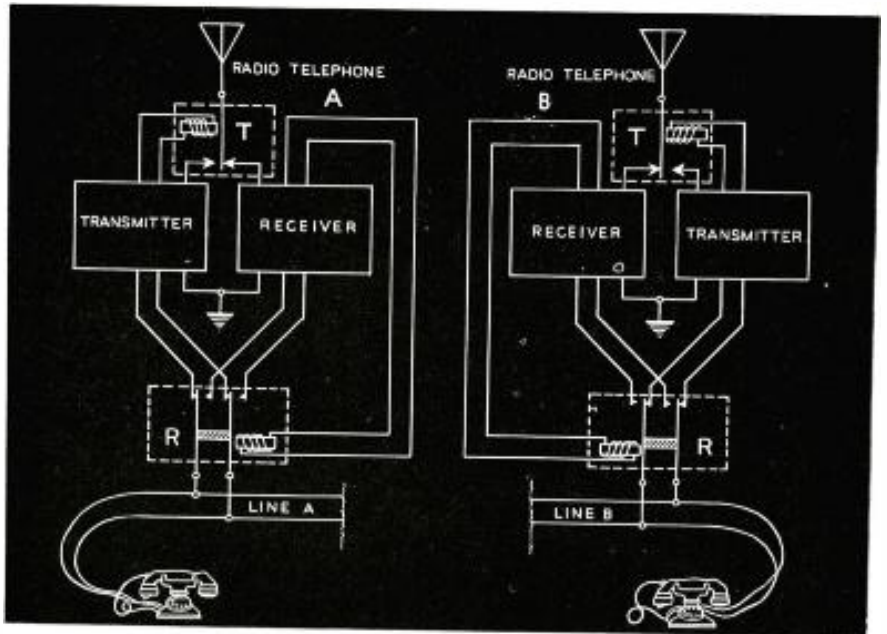 RADIO TELEPHONE
A
T
TRANSMITTER
RECEIVER
R
LINE A
RADIO TELEPHONE
B
T
RECEIVER
TRANSMITTER
R
LINE B